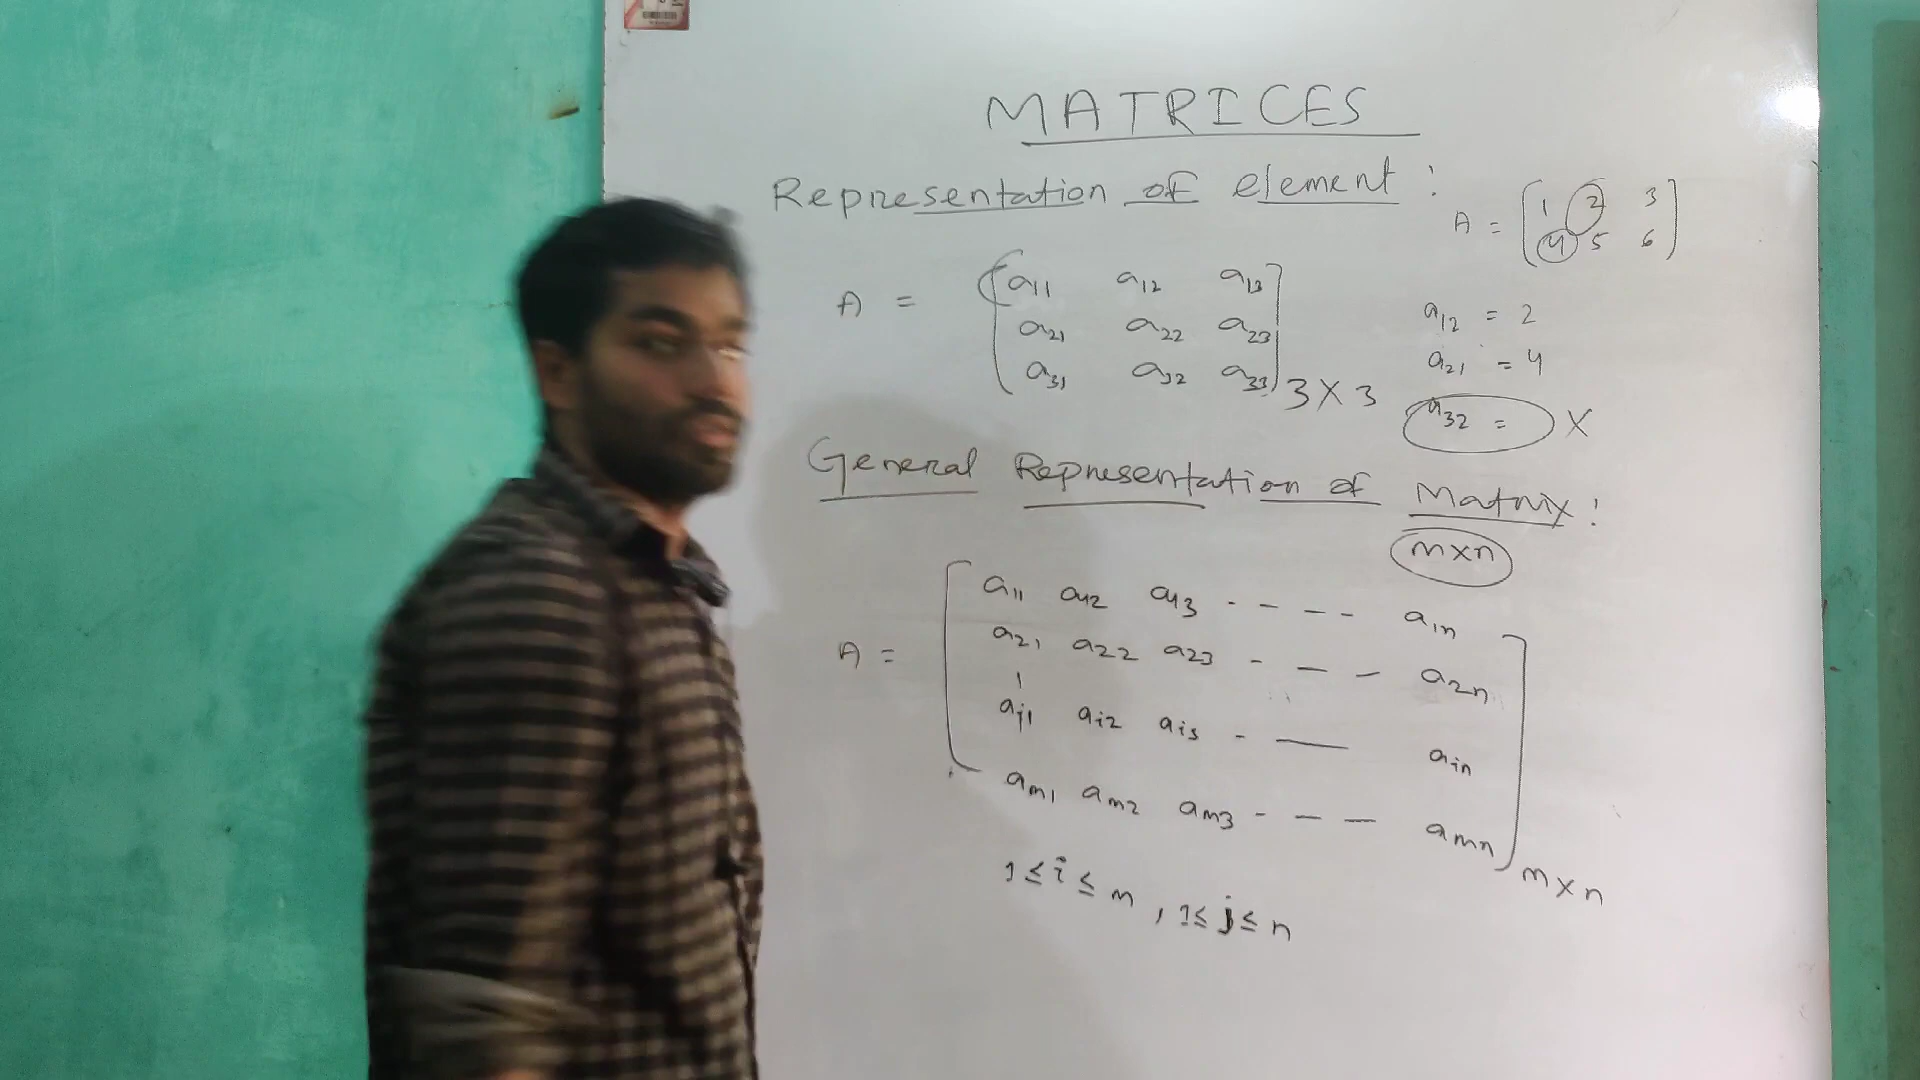 MATRICES
Representation of element :
A = [1 2 3
4 5 6]
A = [a11 a12 a13
a21 a22 a23
a31 a32 a33] 3 X 3
a12 = 2
a21 = 4
a32 = X
General Representation of Matrix :
m x n
A = [a11 a12 a13 - - - - a1n
a21 a22 a23 - - - a2n
ai1 ai2 ai3 - — ain
am1 am2 am3 - - - amn] m x n
1 ≤ i ≤ m , 1 ≤ j ≤ n